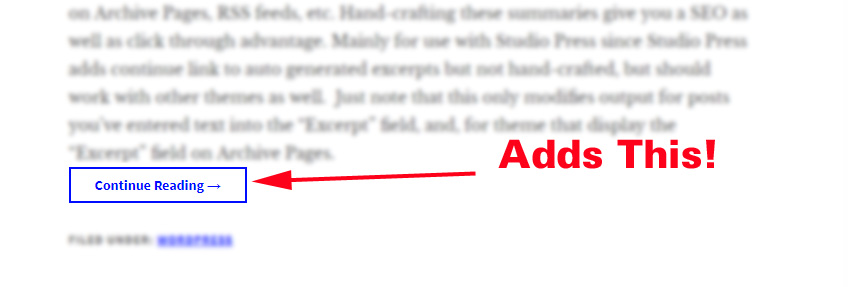 on Archive Pages, RSS feeds, etc. Hand-crafting these summaries give you a SEO as
well as click through advantage. Mainly for use with Studio Press since Studio Press
adds continue link to auto generated excerpts but not hand-crafted, but should
work with other themes as well. Just note that this only modifies output for posts
you've entered text into the "Excerpt" field, and, for theme that display the
"Excerpt" field on Archive Pages.
Adds This!
Continue Reading →
FILED UNDER: WORDPRESS